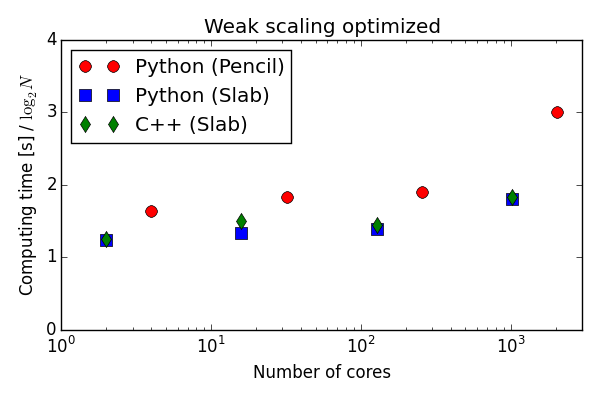 Weak scaling optimized
Computing time [s] / log₂ N
4
3
2
1
0
Python (Pencil)
Python (Slab)
C++ (Slab)
10⁰
10¹
10²
10³
Number of cores